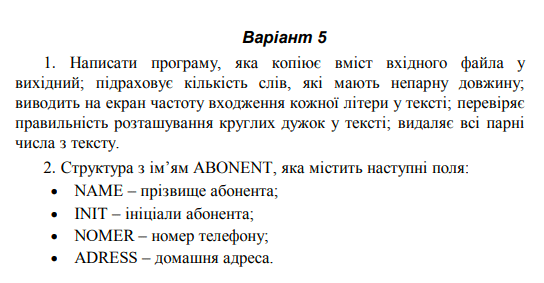 Варіант 5
1. Написати програму, яка копіює вміст вхідного файла у
вихідний; підраховує кількість слів, які мають непарну довжину;
виводить на екран частоту входження кожної літери у тексті; перевіряє
правильність розташування круглих дужок у тексті; видаляє всі парні
числа з тексту.
2. Структура з ім’ям ABONENT, яка містить наступні поля:
• NAME – прізвище абонента;
• INIT – ініціали абонента;
• NOMER – номер телефону;
• ADRESS – домашня адреса.